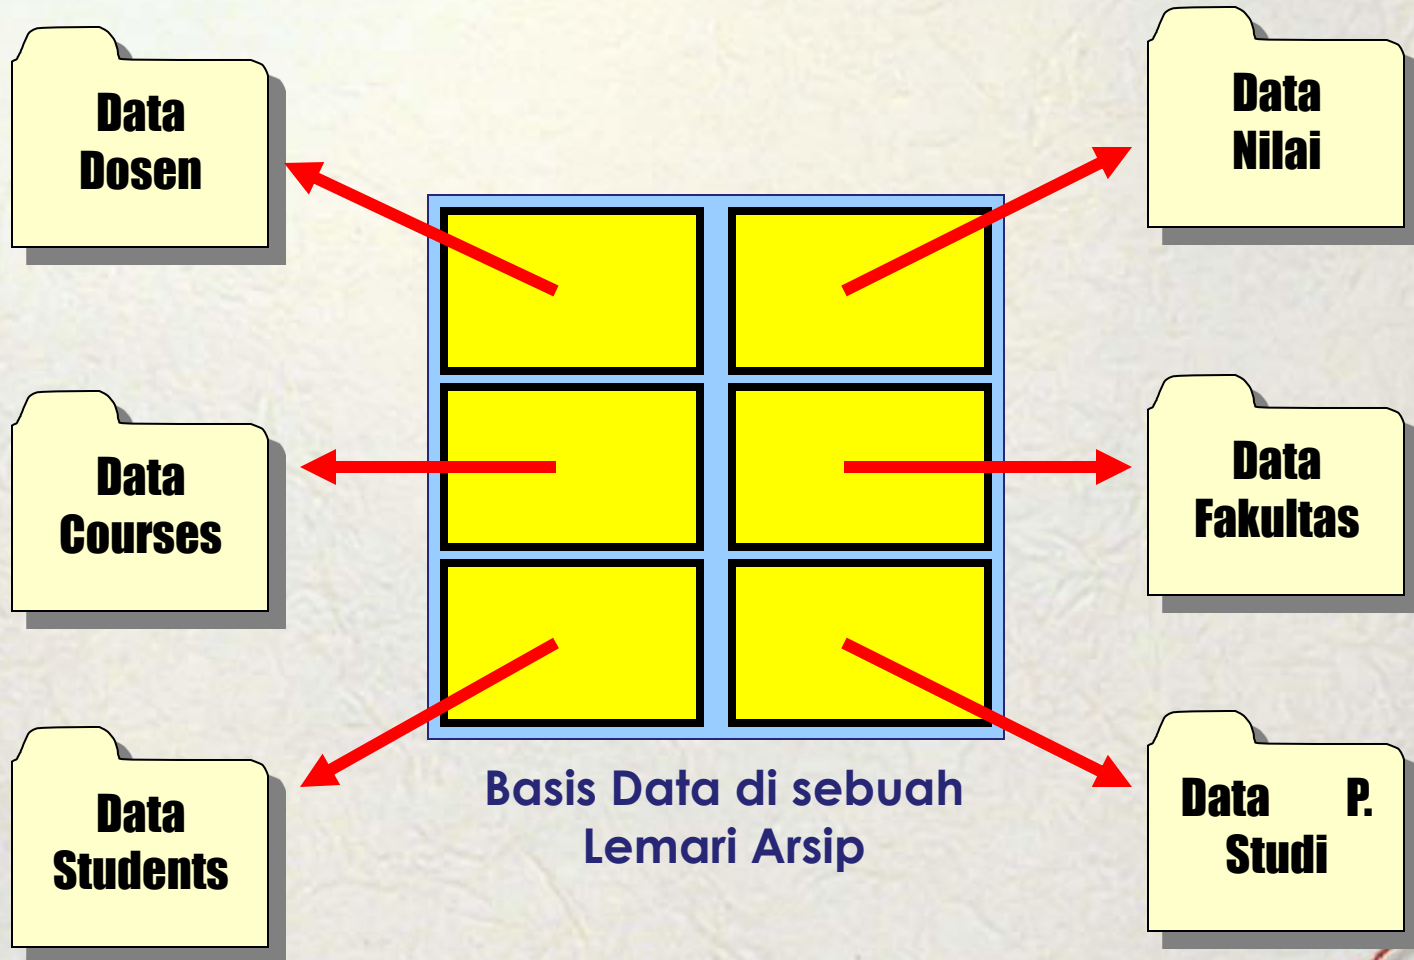 Data
Dosen
Data
Nilai
Data
Courses
Data
Fakultas
Data
Students
Data P.
Studi
Basis Data di sebuah
Lemari Arsip